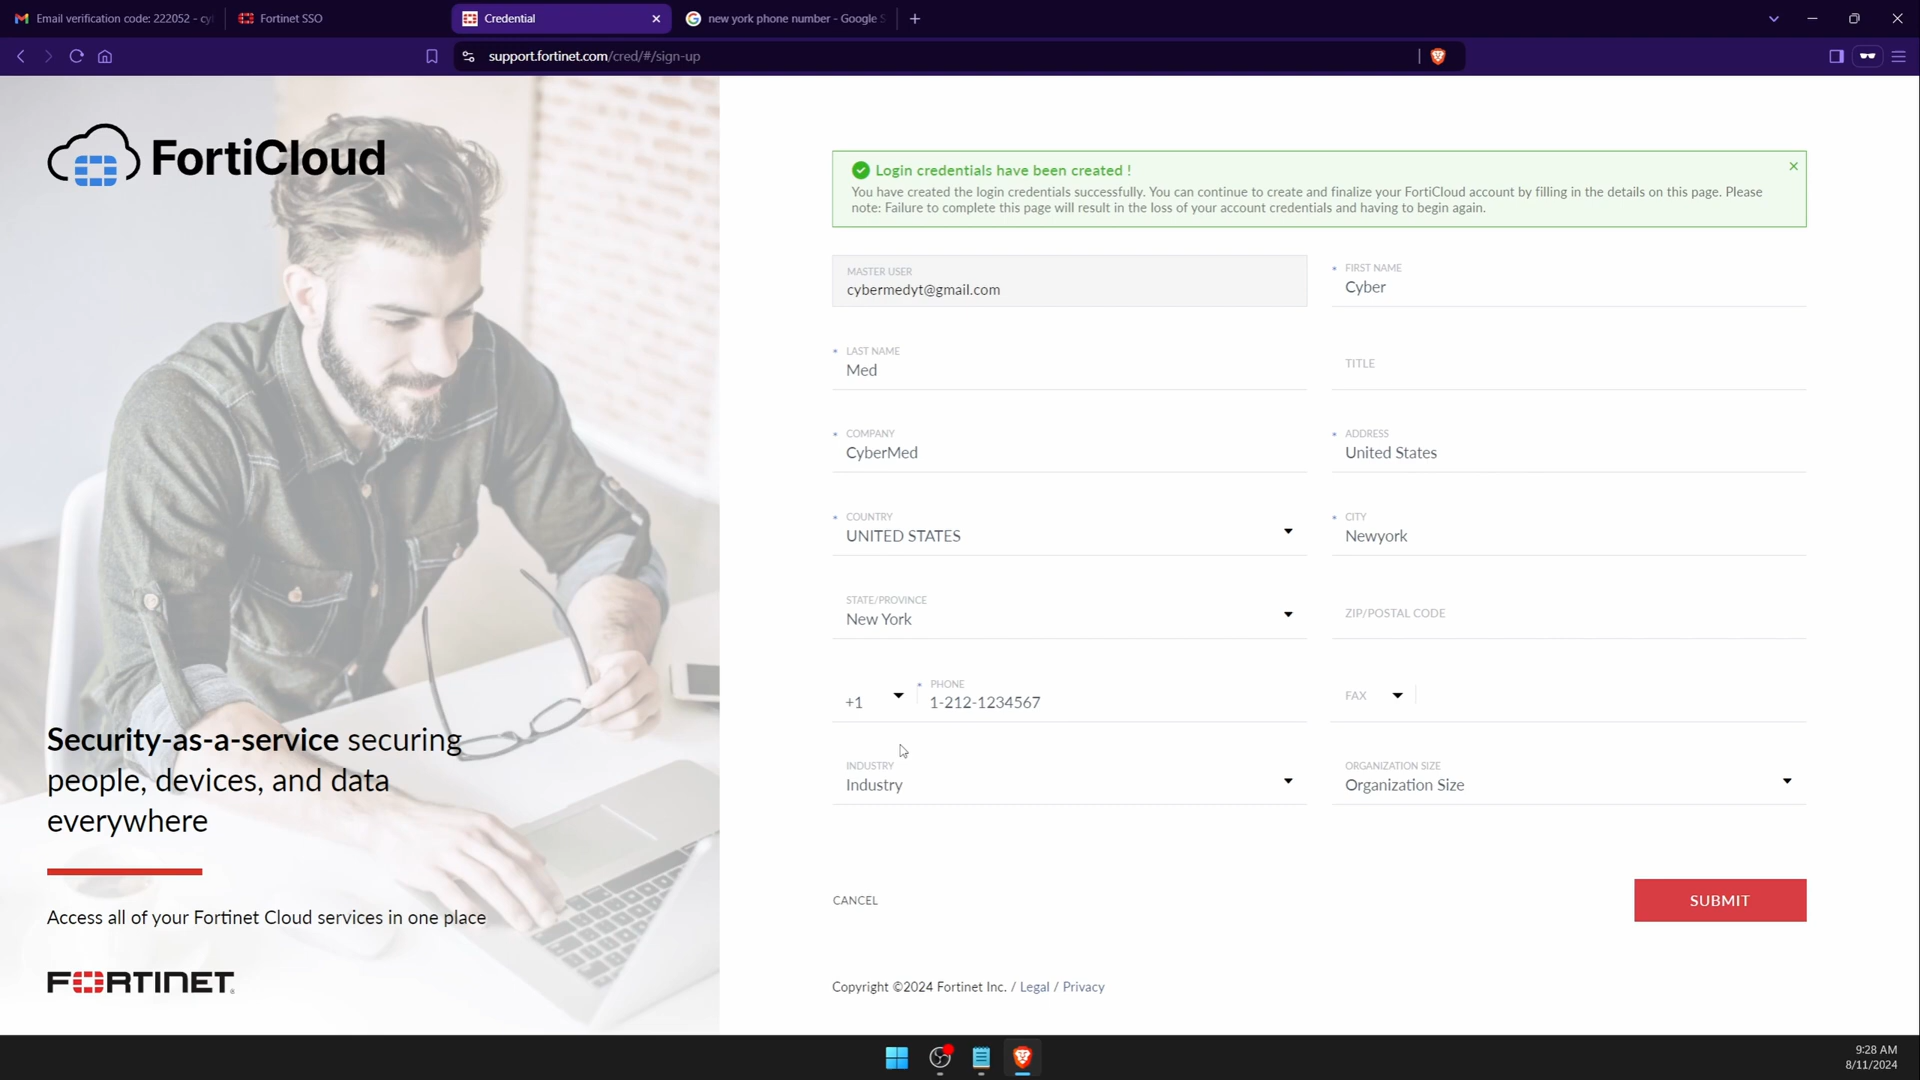 Email verification code: 222052 - cy
Fortinet SSO
Credential
new york phone number - Google S
support.fortinet.com/cred/#/sign-up
FortiCloud
Security-as-a-service securing
people, devices, and data
everywhere
Access all of your Fortinet Cloud services in one place
FORTINET
Login credentials have been created !
You have created the login credentials successfully. You can continue to create and finalize your FortiCloud account by filling in the details on this page. Please
note: Failure to complete this page will result in the loss of your account credentials and having to begin again.
MASTER USER
cybermedyt@gmail.com
FIRST NAME
Cyber
LAST NAME
Med
TITLE
COMPANY
CyberMed
ADDRESS
United States
COUNTRY
UNITED STATES
CITY
Newyork
STATE/PROVINCE
New York
ZIP/POSTAL CODE
+1
PHONE
1-212-1234567
FAX
INDUSTRY
Industry
ORGANIZATION SIZE
Organization Size
CANCEL
SUBMIT
Copyright ©2024 Fortinet Inc. / Legal / Privacy
9:28 AM
8/11/2024